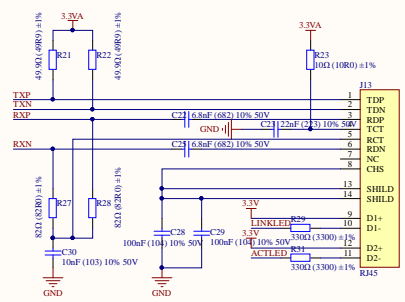 3.3VA
3.3VA
49.9Ω (49R9) ±1%
R21
R22
49.9Ω (49R9) ±1%
R23
10Ω (10R0) ±1%
J13
TXP
1
TDP
TXN
2
TDN
RXP
C22 6.8nF (682) 10% 50V
3
RDP
GND
C23 22nF (223) 10% 50V
4
TCT
5
RCT
RXN
C25 6.8nF (682) 10% 50V
6
RDN
7
NC
8
CHS
82Ω (82R0) ±1%
R27
R28
82Ω (82R0) ±1%
13
SHILD
14
SHILD
3.3V
9
D1+
LINKLED
R29
10
D1-
330Ω (3300) ±1%
C28
100nF (104) 10% 50V
C29
100nF (104) 10% 50V
3.3V
12
D2+
ACTLED
R31
11
D2-
330Ω (3300) ±1%
RJ45
C30
10nF (103) 10% 50V
GND
GND